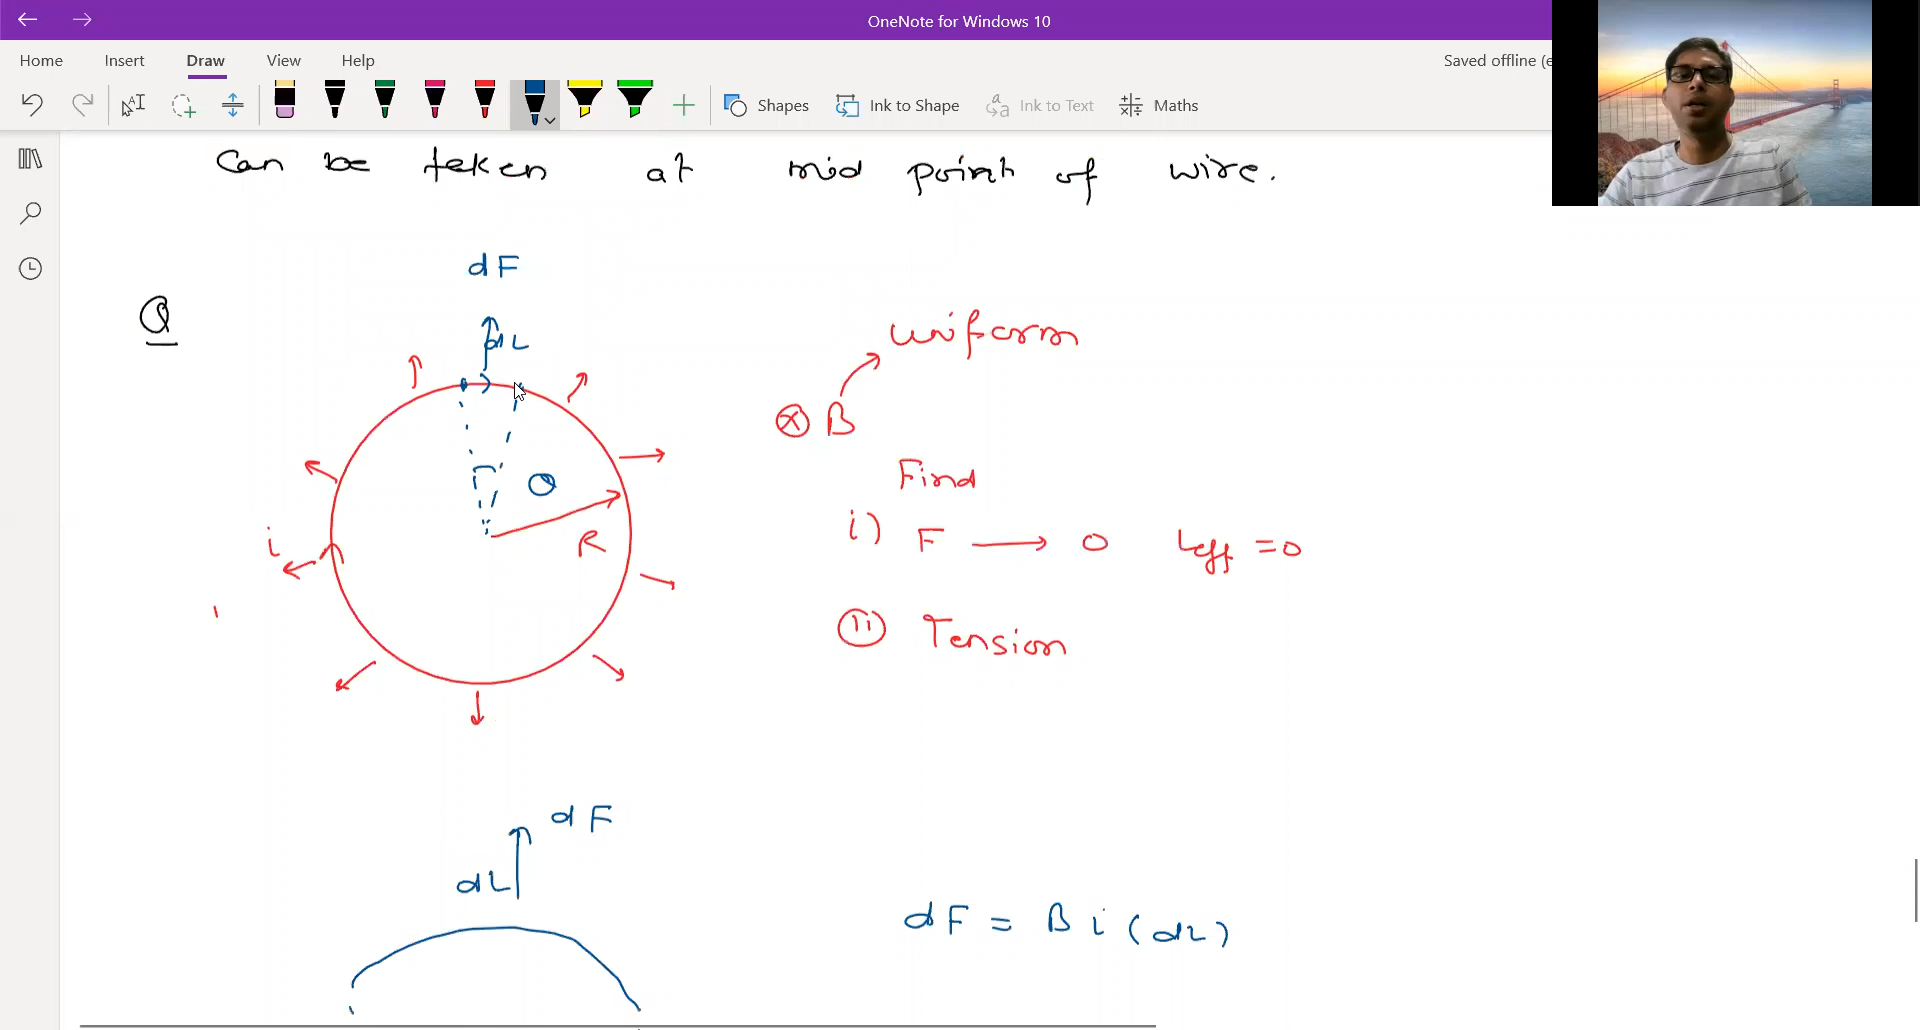 OneNote for Windows 10
Home Insert Draw View Help Saved offline (e
Shapes Ink to Shape Ink to Text Maths
Can be taken at mid point of wire.
dF
Q
dL
uniform
⊗ B
Find
θ
i) F → 0 Leff = 0
R
i
(ii) Tension
dF
dL
dF = B i (dL)